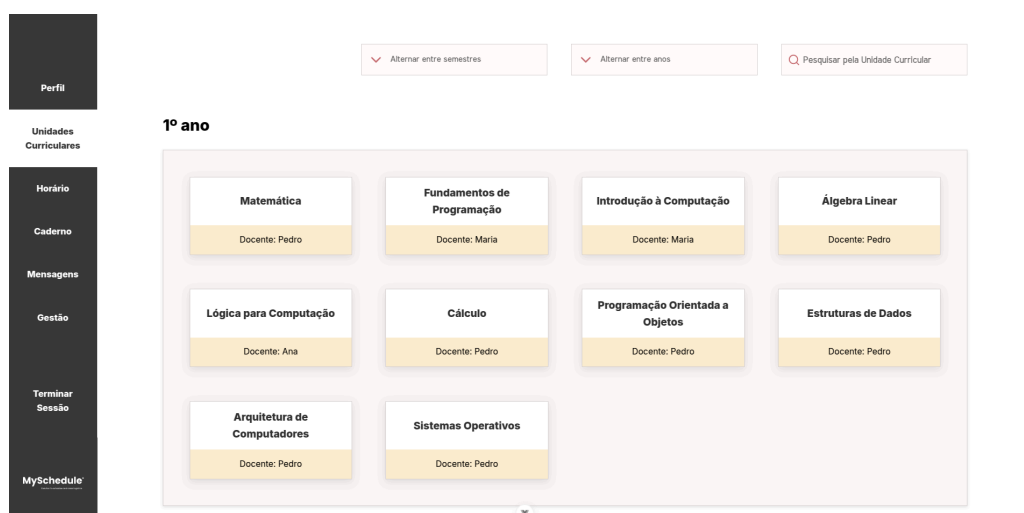 Alternar entre semestres
Alternar entre anos
Pesquisar pela Unidade Curricular
Perfil
Unidades
Curriculares
Horário
Caderno
Mensagens
Gestão
Terminar
Sessão
MySchedule
1º ano
Matemática
Docente: Pedro
Fundamentos de
Programação
Docente: Maria
Introdução à Computação
Docente: Maria
Álgebra Linear
Docente: Pedro
Lógica para Computação
Docente: Ana
Cálculo
Docente: Pedro
Programação Orientada a
Objetos
Docente: Pedro
Estruturas de Dados
Docente: Pedro
Arquitetura de
Computadores
Docente: Pedro
Sistemas Operativos
Docente: Pedro